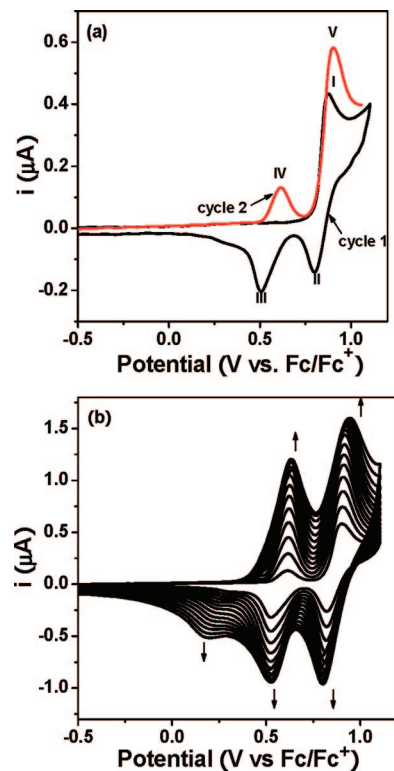 (a)
V
I
0.6
0.4
IV
0.2
cycle 2
0.0
cycle 1
-0.2
III
II
i (μA)
-0.5 0.0 0.5 1.0
Potential (V vs. Fc/Fc+)
(b)
1.5
1.0
0.5
0.0
-0.5
-1.0
i (μA)
-0.5 0.0 0.5 1.0
Potential (V vs Fc/Fc+)